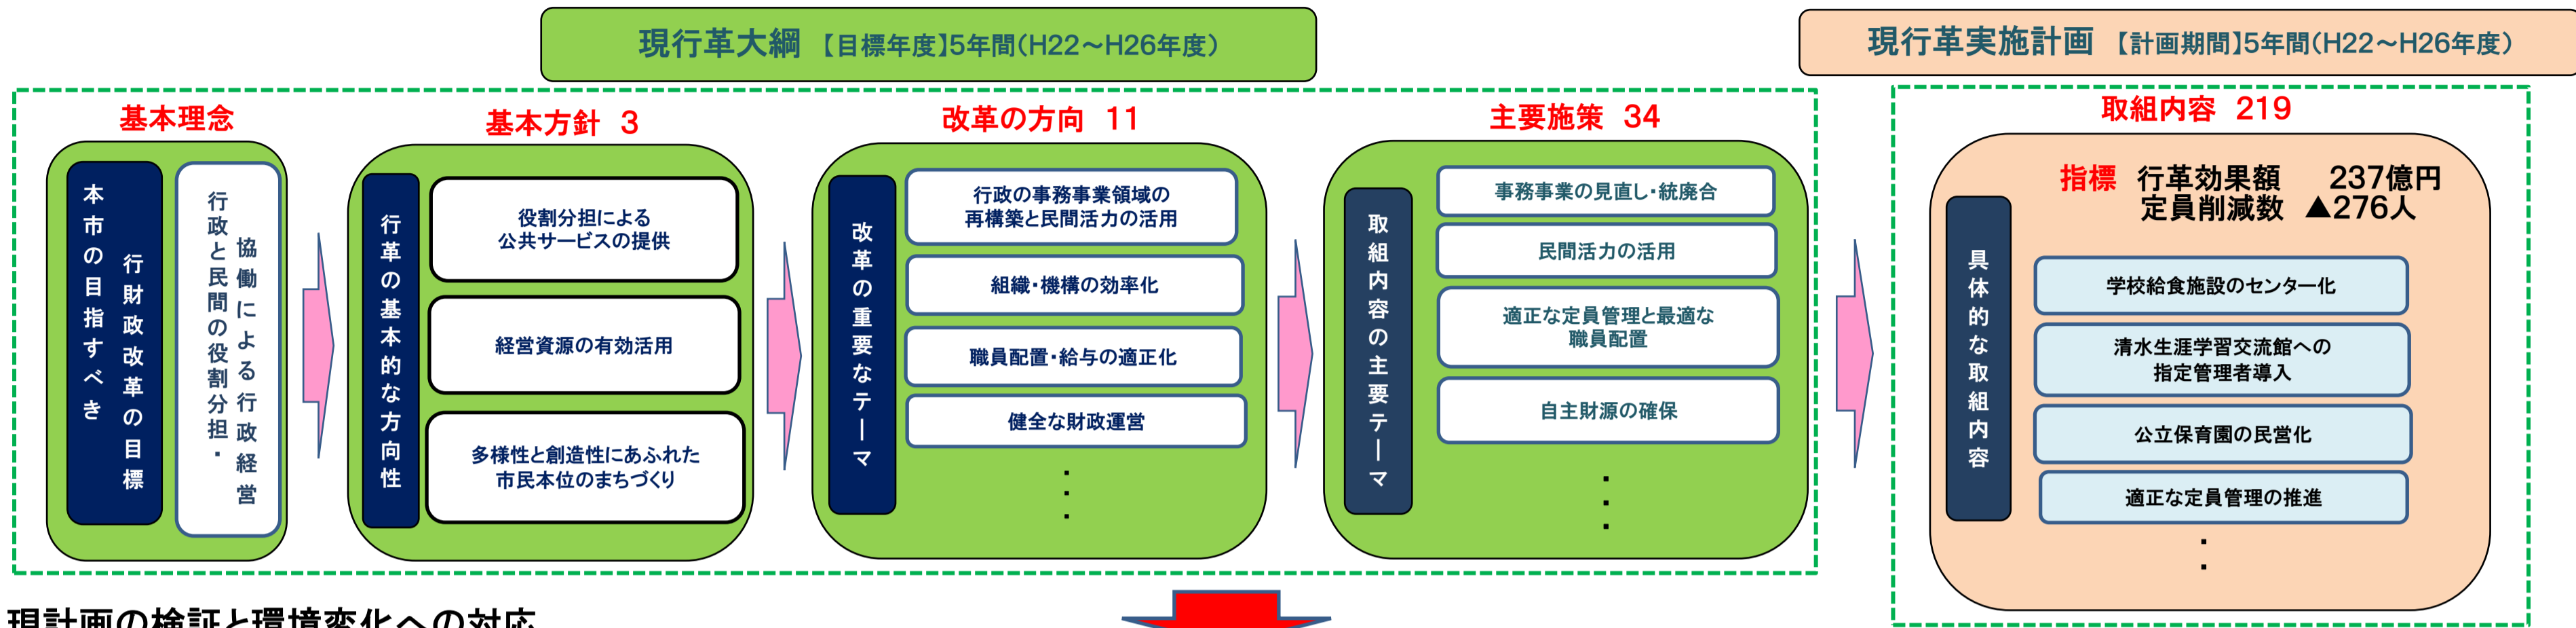 現行革大綱 【目標年度】5年間(H22～H26年度)
現行革実施計画 【計画期間】5年間(H22～H26年度)
基本理念
本市の目指すべき
行財政改革の目標
行政と民間の役割分担・
協働による行政経営
基本方針 3
行革の基本的な方向性
役割分担による
公共サービスの提供
経営資源の有効活用
多様性と創造性にあふれた
市民本位のまちづくり
改革の方向 11
改革の重要なテーマ
行政の事務事業領域の
再構築と民間活力の活用
組織・機構の効率化
職員配置・給与の適正化
健全な財政運営
・
・
・
主要施策 34
取組内容の主要テーマ
事務事業の見直し・統廃合
民間活力の活用
適正な定員管理と最適な
職員配置
自主財源の確保
・
・
・
取組内容 219
指標 行革効果額 237億円
定員削減数 ▲276人
具体的な取組内容
学校給食施設のセンター化
清水生涯学習交流館への
指定管理者導入
公立保育園の民営化
適正な定員管理の推進
・
・
現計画の検証と環境変化への対応